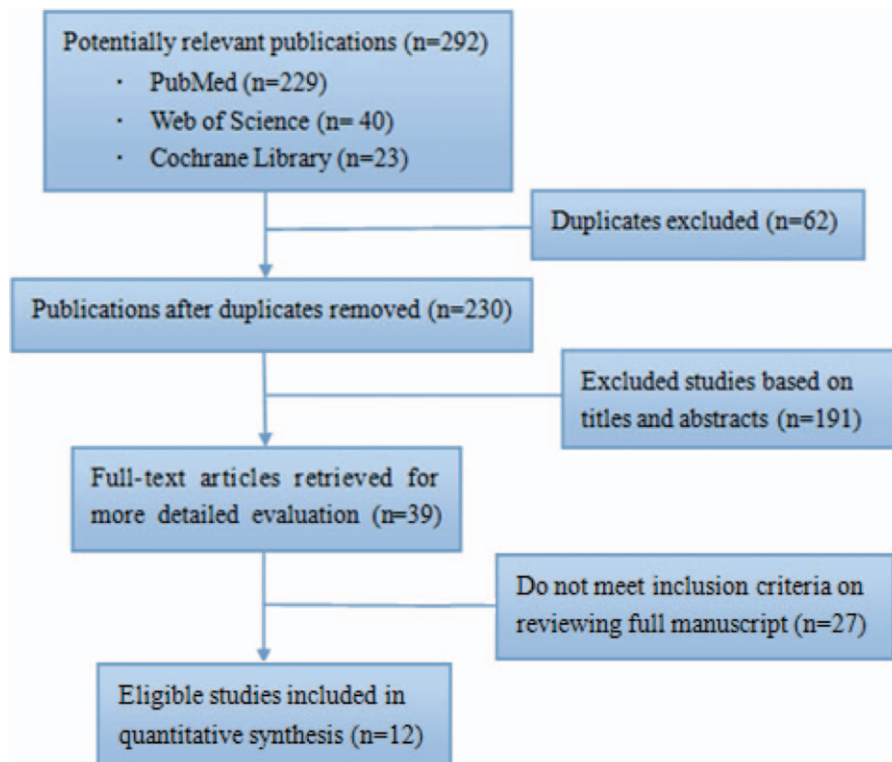 Potentially relevant publications (n=292)
· PubMed (n=229)
· Web of Science (n= 40)
· Cochrane Library (n=23)
Duplicates excluded (n=62)
Publications after duplicates removed (n=230)
Excluded studies based on
titles and abstracts (n=191)
Full-text articles retrieved for
more detailed evaluation (n=39)
Do not meet inclusion criteria on
reviewing full manuscript (n=27)
Eligible studies included in
quantitative synthesis (n=12)